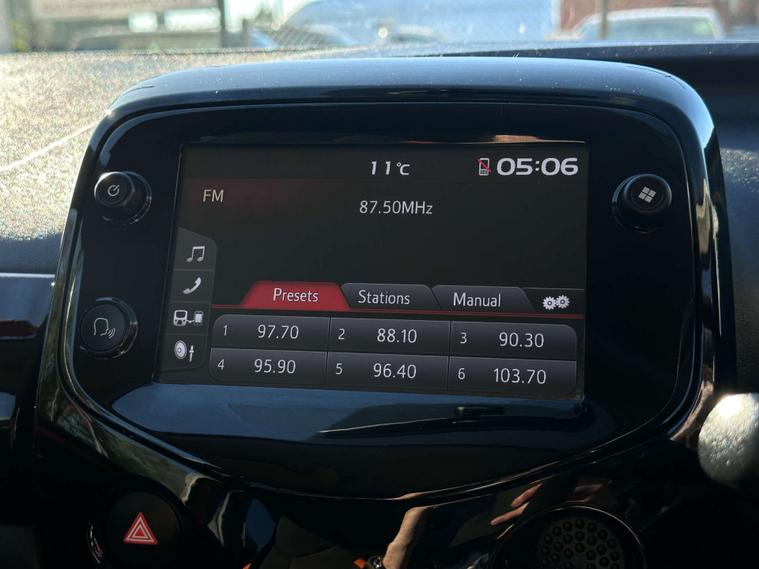 11°C 05:06
FM
87.50MHz
Presets Stations Manual
1 97.70 2 88.10 3 90.30
4 95.90 5 96.40 6 103.70